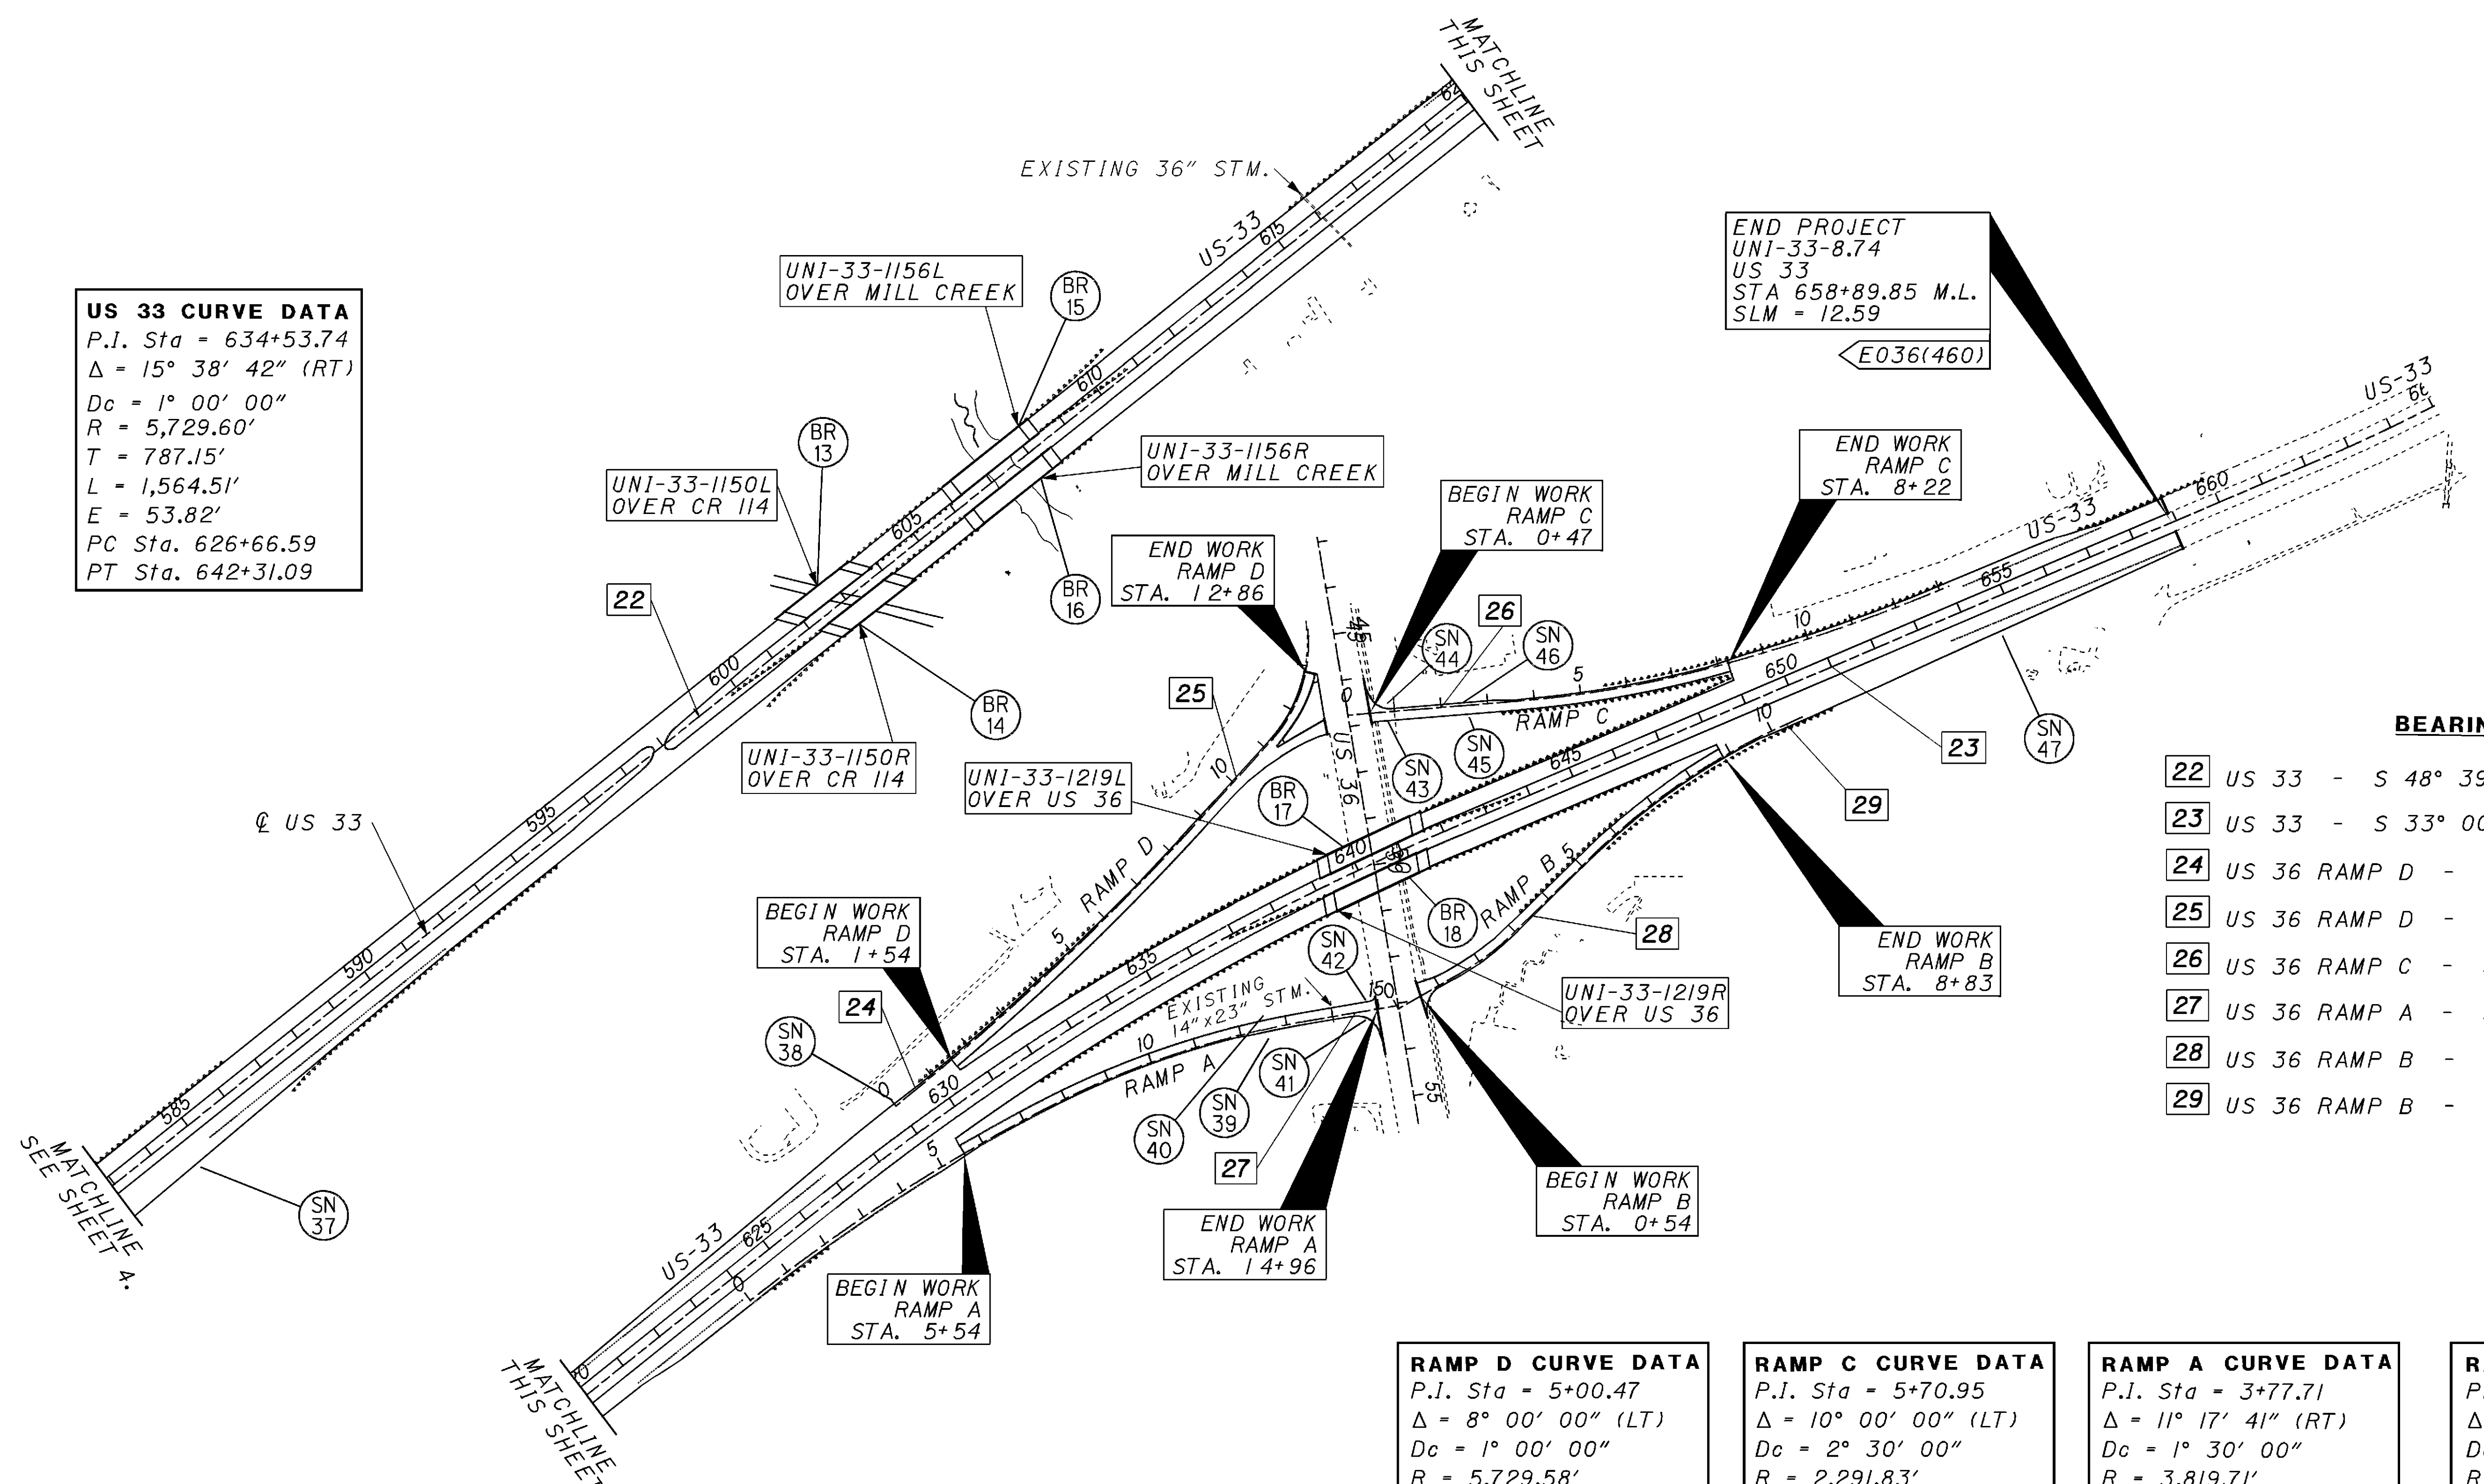 MATCHLINE
THIS SHEET
62
EXISTING 36" STM.
US-33
615
UNI-33-1156L
OVER MILL CREEK
BR
15
END PROJECT
UNI-33-8.74
US 33
STA 658+89.85 M.L.
SLM = 12.59
E036(460)
US 33 CURVE DATA
P.I. Sta = 634+53.74
Δ = 15° 38' 42" (RT)
Dc = 1° 00' 00"
R = 5,729.60'
T = 787.15'
L = 1,564.51'
E = 53.82'
PC Sta. 626+66.59
PT Sta. 642+31.09
610
US-33
66
BR
13
UNI-33-1156R
OVER MILL CREEK
END WORK
RAMP C
STA. 8+22
UNI-33-1150L
OVER CR 114
605
BEGIN WORK
RAMP C
STA. 0+47
660
US-33
END WORK
RAMP D
STA. 12+86
BR
16
655
22
26
SN
44
SN
46
45
10
600
25
5
650
0
RAMP C
BR
14
SN
45
SN
43
10
23
SN
47
UNI-33-1150R
OVER CR 114
US 36
645
10
UNI-33-1219L
OVER US 36
BR
17
29
595
℄ US 33
640
50
RAMP D
RAMP B
5
BEGIN WORK
RAMP D
STA. 1+54
5
BR
18
28
SN
42
END WORK
RAMP B
STA. 8+83
590
635
24
EXISTING
14"x23" STM.
150
UNI-33-1219R
OVER US 36
SN
38
10
RAMP A
SN
41
0
630
SN
39
55
585
SN
40
5
27
MATCHLINE
SEE SHEET 4.
SN
37
BEGIN WORK
RAMP B
STA. 0+54
END WORK
RAMP A
STA. 14+96
US-33
625
0
BEGIN WORK
RAMP A
STA. 5+54
MATCHLINE
THIS SHEET
BEARIN
22 US 33 - S 48° 39
23 US 33 - S 33° 00
24 US 36 RAMP D -
25 US 36 RAMP D -
26 US 36 RAMP C -
27 US 36 RAMP A -
28 US 36 RAMP B -
29 US 36 RAMP B -
RAMP D CURVE DATA
P.I. Sta = 5+00.47
Δ = 8° 00' 00" (LT)
Dc = 1° 00' 00"
R = 5,729.58'
RAMP C CURVE DATA
P.I. Sta = 5+70.95
Δ = 10° 00' 00" (LT)
Dc = 2° 30' 00"
R = 2,291.83'
RAMP A CURVE DATA
P.I. Sta = 3+77.71
Δ = 11° 17' 41" (RT)
Dc = 1° 30' 00"
R = 3,819.71'